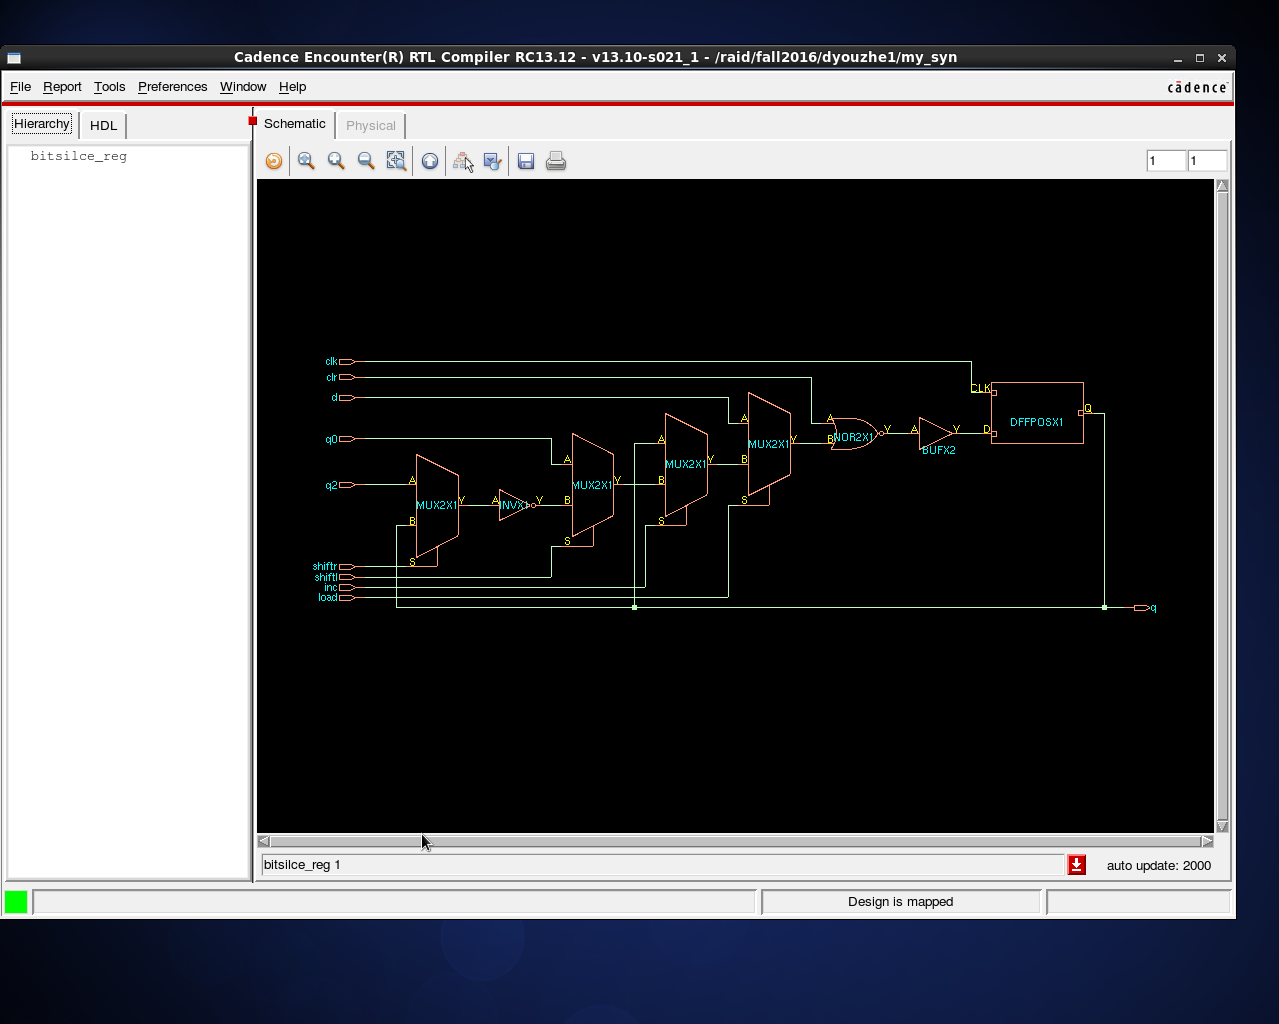 Cadence Encounter(R) RTL Compiler RC13.12 - v13.10-s021_1 - /raid/fall2016/dyouzhe1/my_syn
File Report Tools Preferences Window Help
cādence
Hierarchy HDL
Schematic Physical
bitsilce_reg
1 1
clk
clr
d
q0
q2
shiftr
shiftl
inc
load
A
B
S
MUX2X1
Y
A
INVX1
Y
A
B
S
MUX2X1
Y
A
B
S
MUX2X1
Y
A
B
S
MUX2X1
Y
A
B
NOR2X1
Y
A
BUFX2
Y
CLK
D
DFFPOSX1
Q
q
bitsilce_reg 1
auto update: 2000
Design is mapped